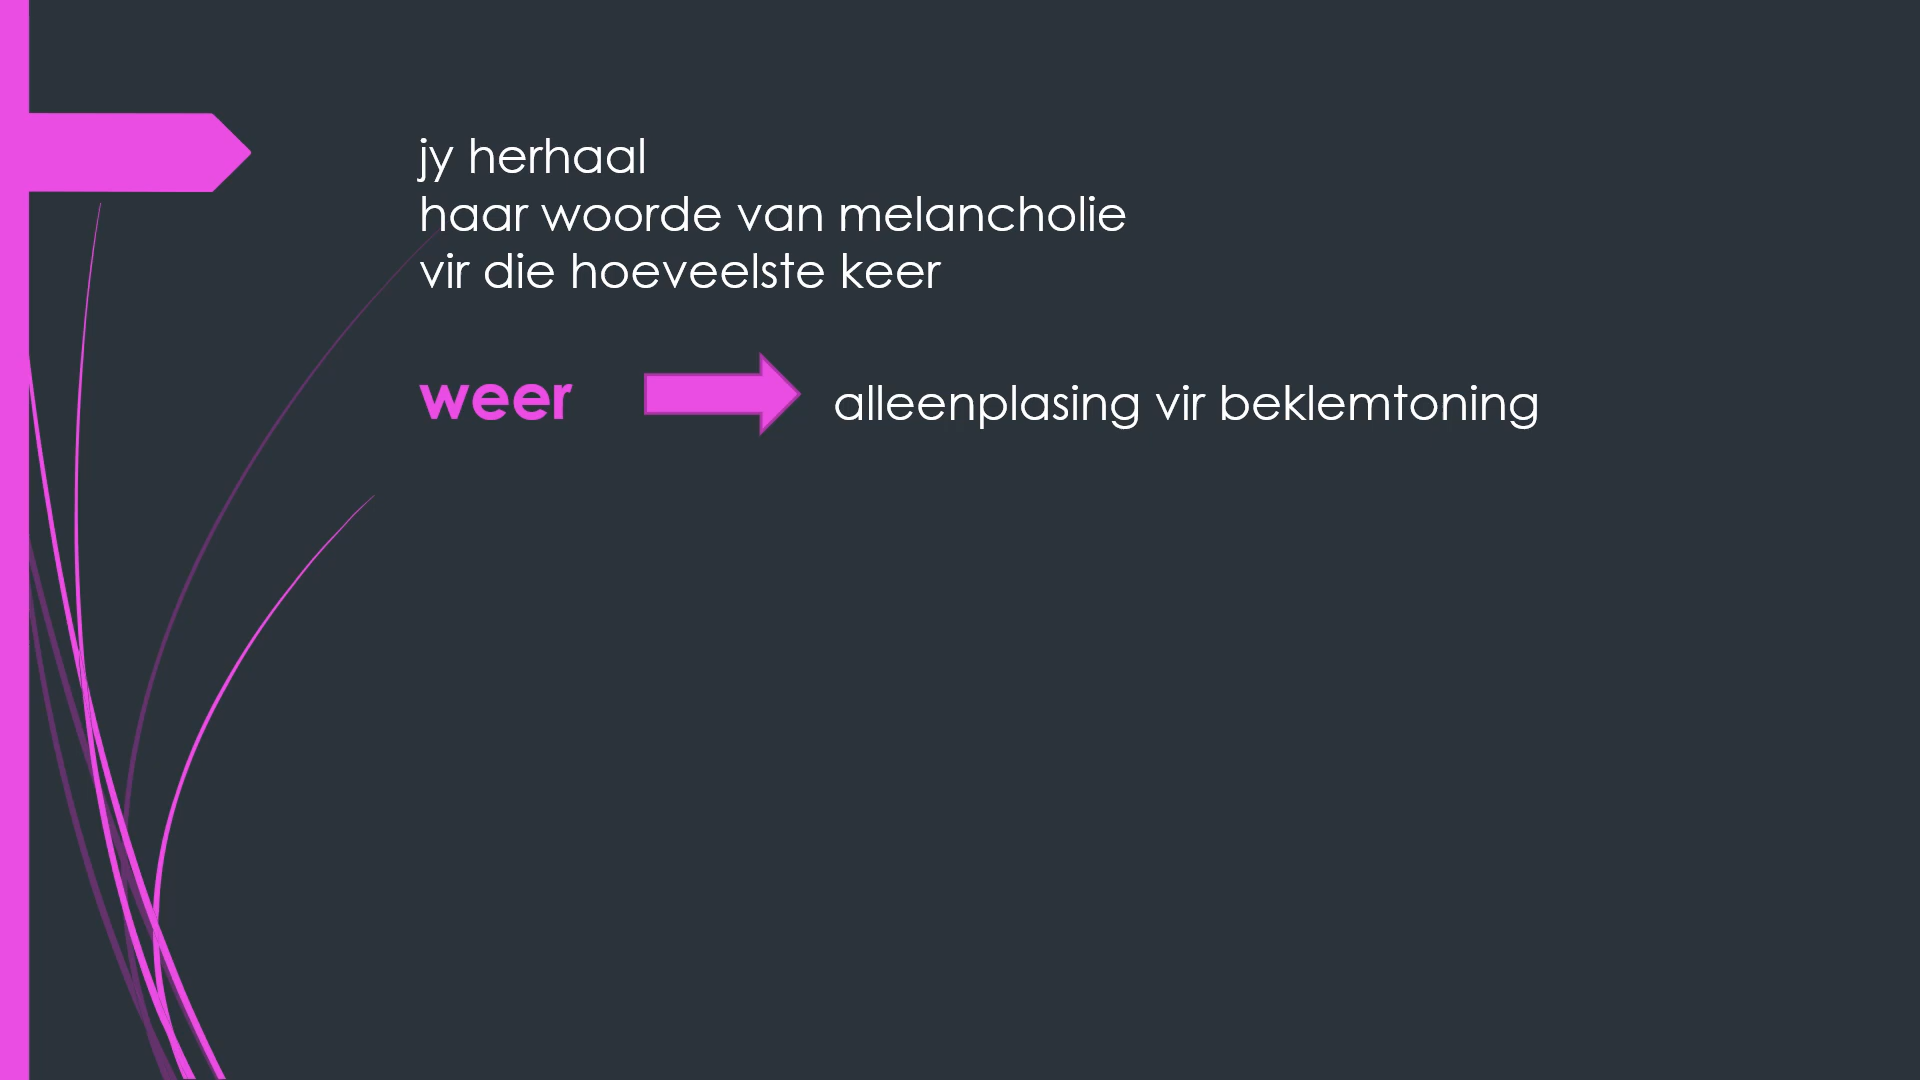 jy herhaal
haar woorde van melancholie
vir die hoeveelste keer
weer alleenplasing vir beklemtoning